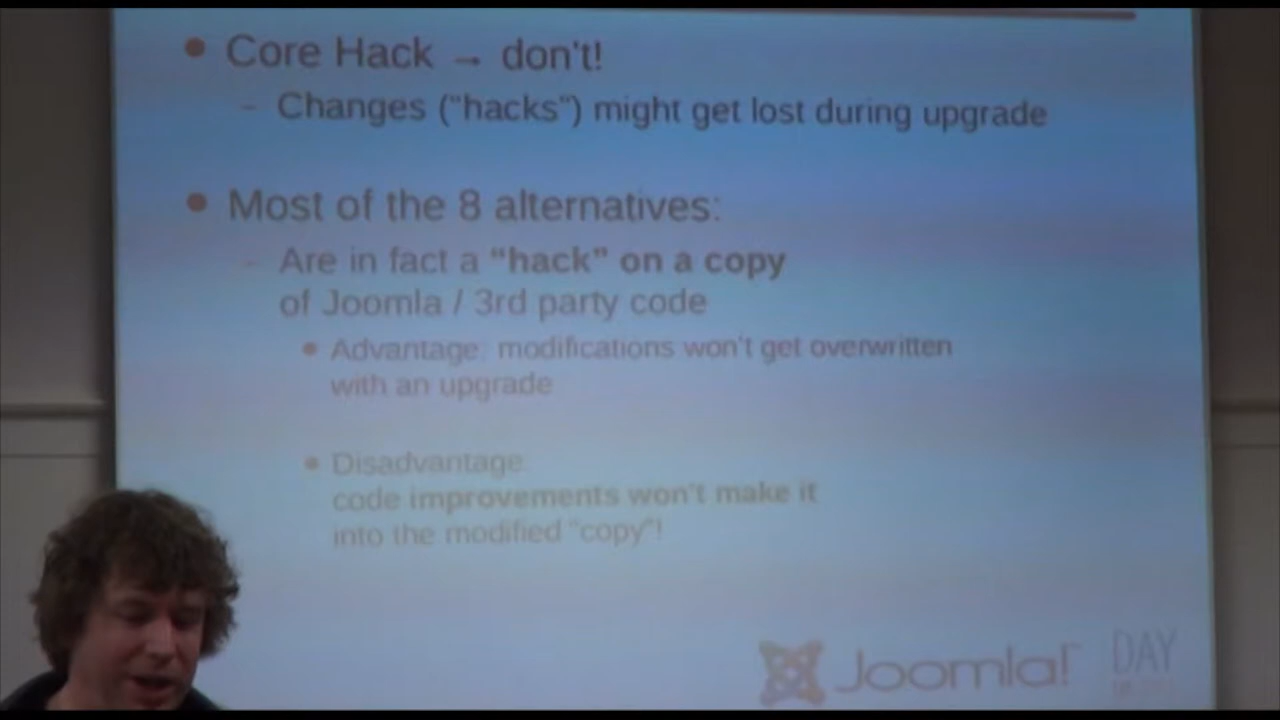 • Core Hack → don't!
– Changes ("hacks") might get lost during upgrade
• Most of the 8 alternatives:
– Are in fact a “hack” on a copy
of Joomla / 3rd party code
• Advantage: modifications won't get overwritten
with an upgrade
• Disadvantage:
code improvements won't make it
into the modified "copy"!
Joomla! DAY